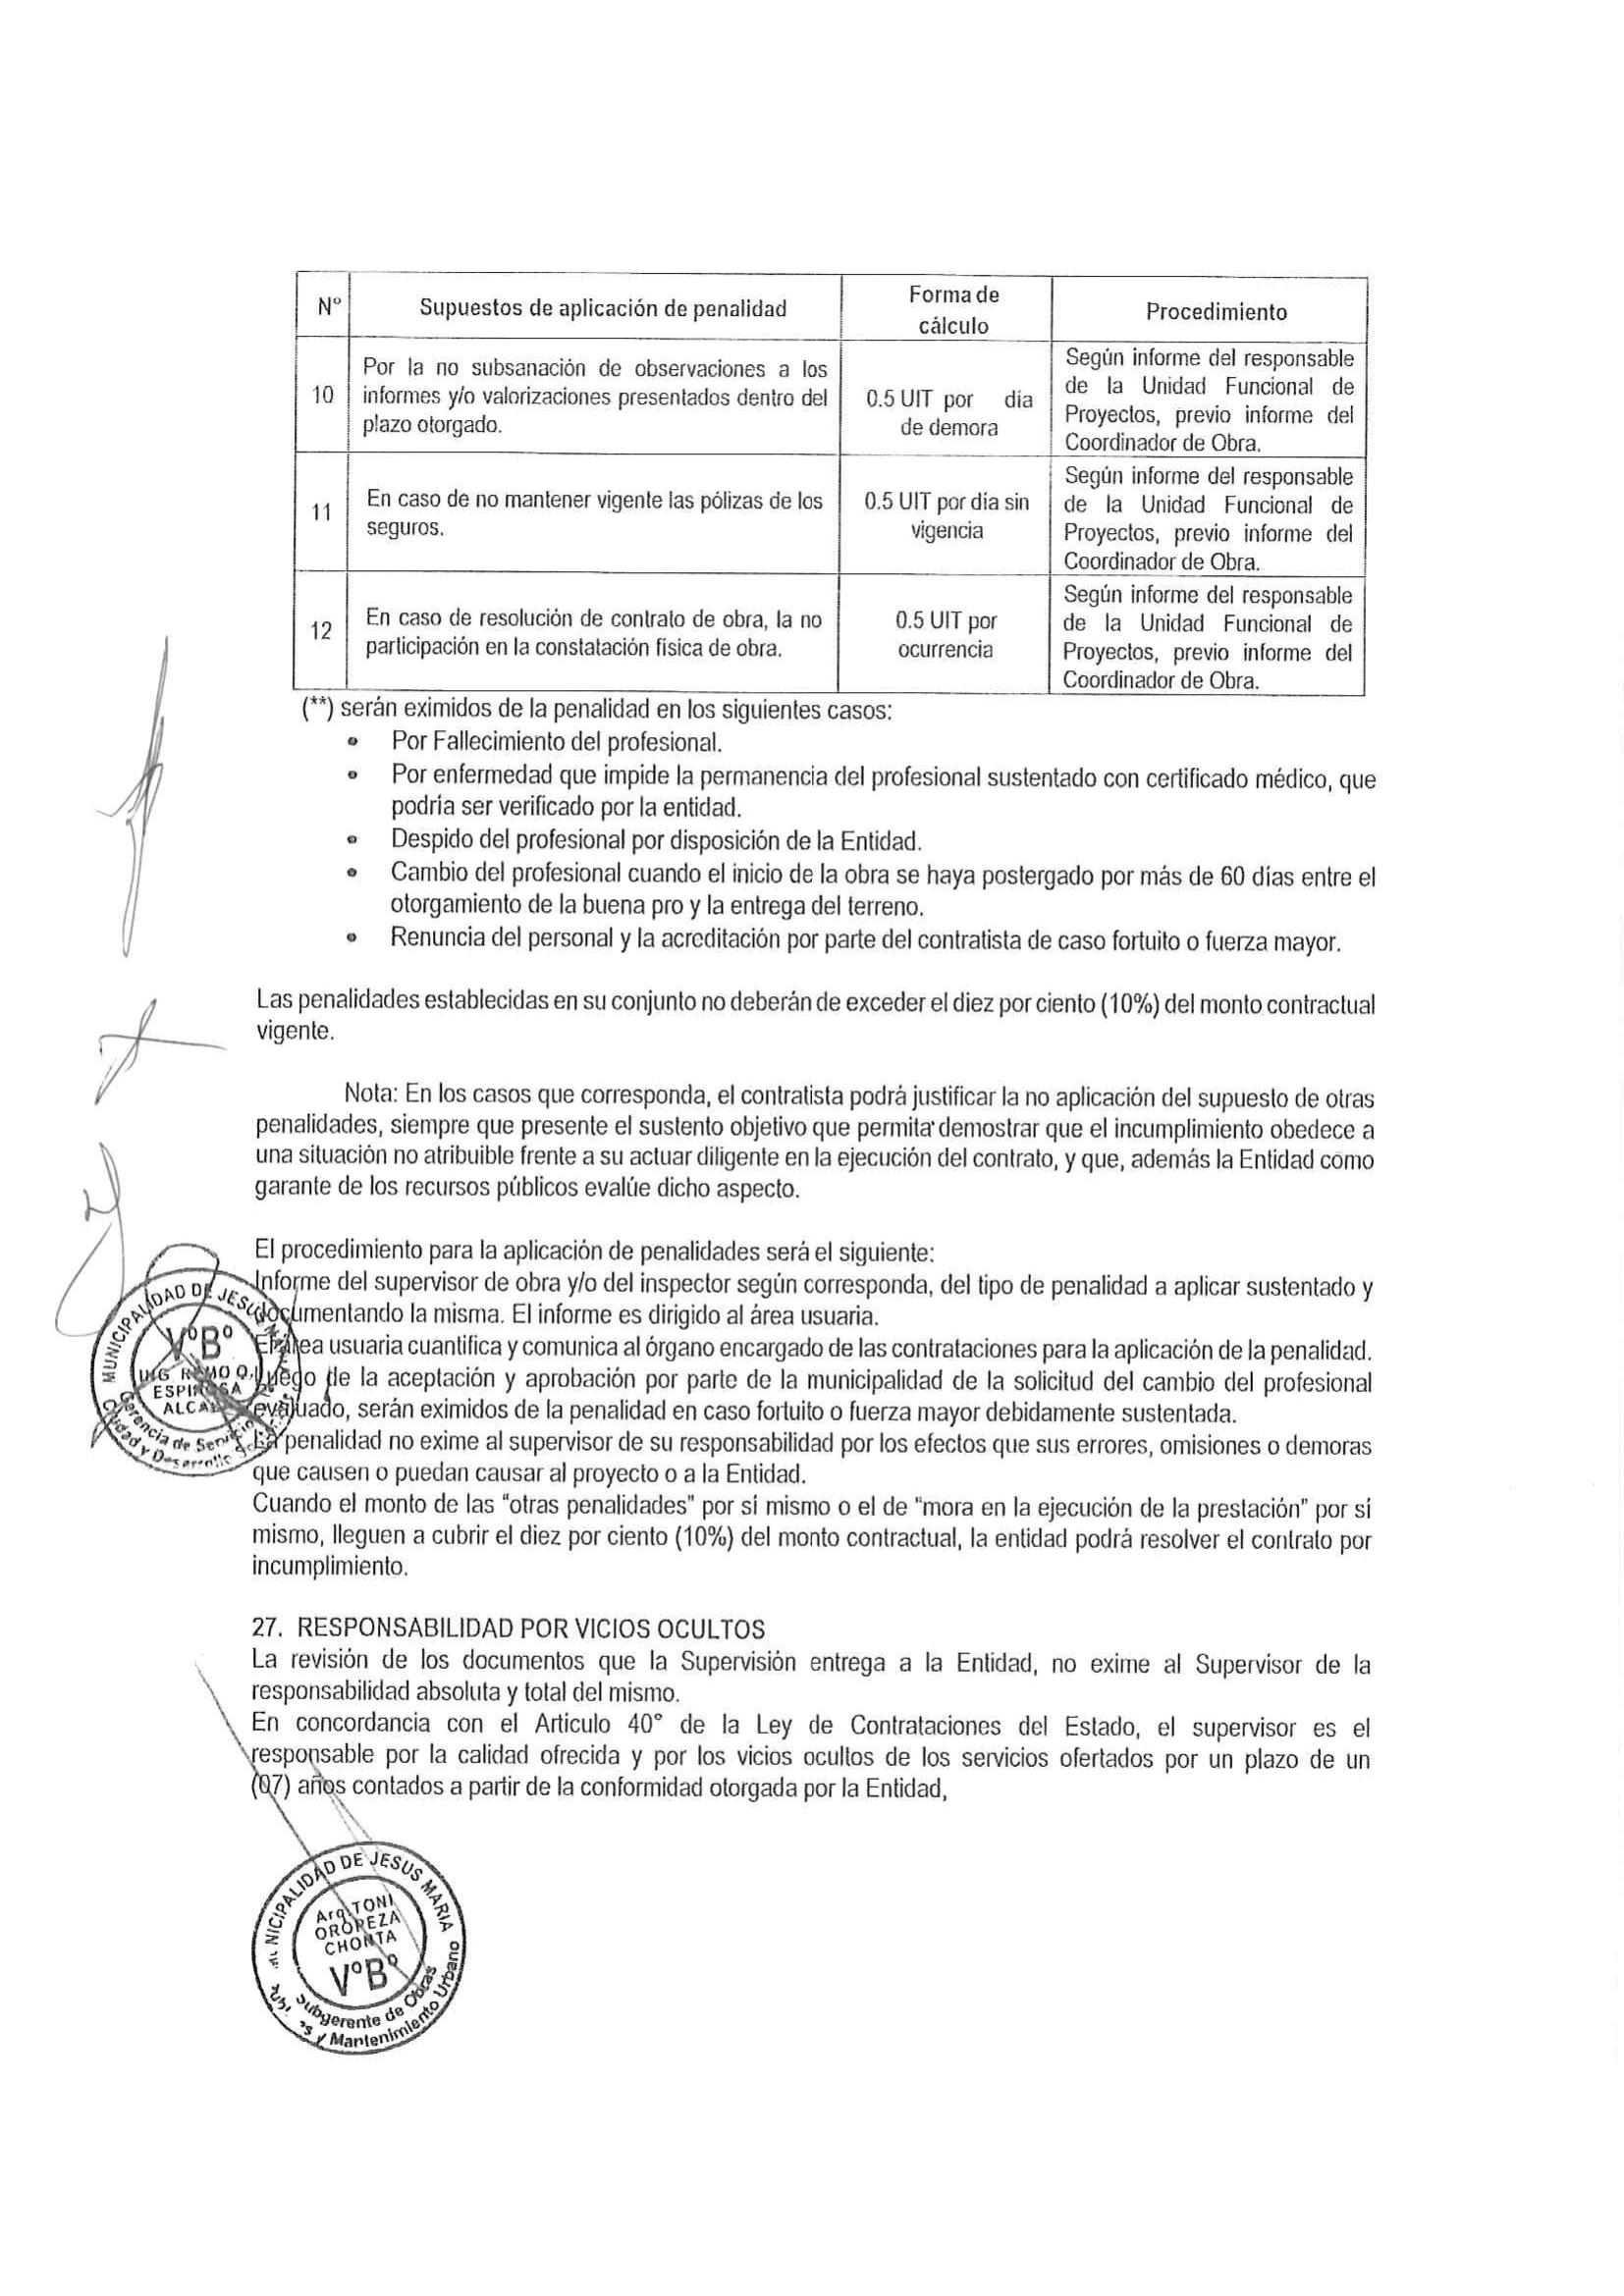 N° Supuestos de aplicación de penalidad Forma de cálculo Procedimiento
10
Por la no subsanación de observaciones a los
informes y/o valorizaciones presentados dentro del
plazo otorgado.
0.5 UIT por día
de demora
Según informe del responsable
de la Unidad Funcional de
Proyectos, previo informe del
Coordinador de Obra.
11
En caso de no mantener vigente las pólizas de los
seguros.
0.5 UIT por día sin
vigencia
Según informe del responsable
de la Unidad Funcional de
Proyectos, previo informe del
Coordinador de Obra.
12
En caso de resolución de contrato de obra, la no
participación en la constatación física de obra.
0.5 UIT por
ocurrencia
Según informe del responsable
de la Unidad Funcional de
Proyectos, previo informe del
Coordinador de Obra.
(**) serán eximidos de la penalidad en los siguientes casos:
• Por Fallecimiento del profesional.
• Por enfermedad que impide la permanencia del profesional sustentado con certificado médico, que
podría ser verificado por la entidad.
• Despido del profesional por disposición de la Entidad.
• Cambio del profesional cuando el inicio de la obra se haya postergado por más de 60 días entre el
otorgamiento de la buena pro y la entrega del terreno.
• Renuncia del personal y la acreditación por parte del contratista de caso fortuito o fuerza mayor.
Las penalidades establecidas en su conjunto no deberán de exceder el diez por ciento (10%) del monto contractual
vigente.
Nota: En los casos que corresponda, el contratista podrá justificar la no aplicación del supuesto de otras
penalidades, siempre que presente el sustento objetivo que permita demostrar que el incumplimiento obedece a
una situación no atribuible frente a su actuar diligente en la ejecución del contrato, y que, además la Entidad como
garante de los recursos públicos evalúe dicho aspecto.
El procedimiento para la aplicación de penalidades será el siguiente:
Informe del supervisor de obra y/o del inspector según corresponda, del tipo de penalidad a aplicar sustentado y
documentando la misma. El informe es dirigido al área usuaria.
El área usuaria cuantifica y comunica al órgano encargado de las contrataciones para la aplicación de la penalidad.
Luego de la aceptación y aprobación por parte de la municipalidad de la solicitud del cambio del profesional
evaluado, serán eximidos de la penalidad en caso fortuito o fuerza mayor debidamente sustentada.
La penalidad no exime al supervisor de su responsabilidad por los efectos que sus errores, omisiones o demoras
que causen o puedan causar al proyecto o a la Entidad.
Cuando el monto de las "otras penalidades" por sí mismo o el de "mora en la ejecución de la prestación" por sí
mismo, lleguen a cubrir el diez por ciento (10%) del monto contractual, la entidad podrá resolver el contrato por
incumplimiento.
27. RESPONSABILIDAD POR VICIOS OCULTOS
La revisión de los documentos que la Supervisión entrega a la Entidad, no exime al Supervisor de la
responsabilidad absoluta y total del mismo.
En concordancia con el Articulo 40° de la Ley de Contrataciones del Estado, el supervisor es el
responsable por la calidad ofrecida y por los vicios ocultos de los servicios ofertados por un plazo de un
(07) años contados a partir de la conformidad otorgada por la Entidad,
MUNICIPALIDAD DE JESUS
V°B°
ESPINOSA
Gerencia de
Ciudad y Desarrollo
NICIPALIDAD DE JESUS MARIA
Arq. TONI
OROPEZA
CHONTA
V°B°
Subgerente de Obras
y Mantenimiento Urbano